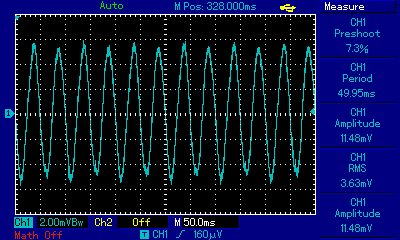 Auto M Pos: 328.000ms Measure
CH1
Preshoot
7.3%
CH1
Period
49.95ms
1
CH1
Amplitude
11.48mV
CH1
RMS
3.63mV
CH1
Amplitude
11.48mV
Ch1 2.00mVBw Ch2 Off M 50.0ms
Math Off T CH1 160µV